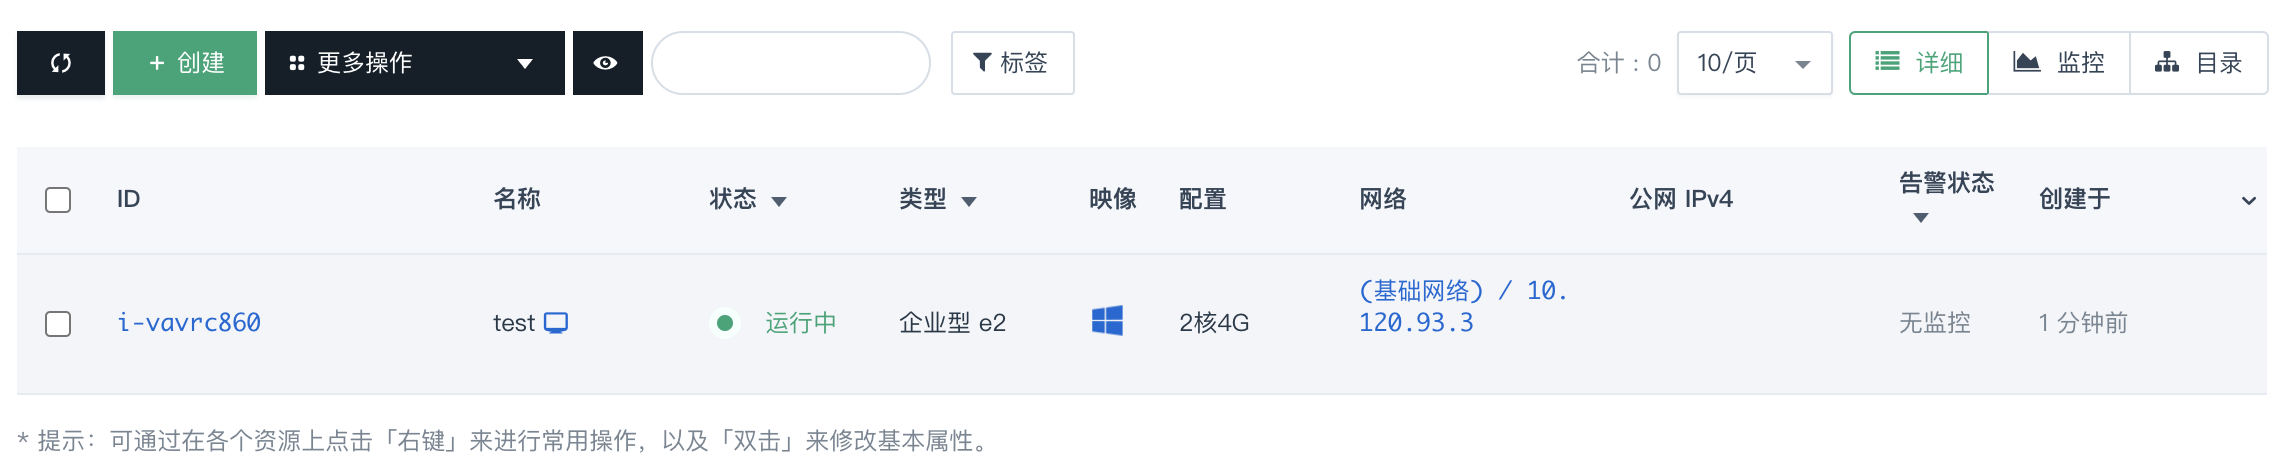 + 创建 更多操作 标签 合计：0 10/页 详细 监控 目录
ID 名称 状态 类型 映像 配置 网络 公网 IPv4 告警状态 创建于
i-vavrc860 test 运行中 企业型 e2 2核4G (基础网络) / 10. 无监控 1 分钟前
120.93.3
* 提示：可通过在各个资源上点击「右键」来进行常用操作，以及「双击」来修改基本属性。